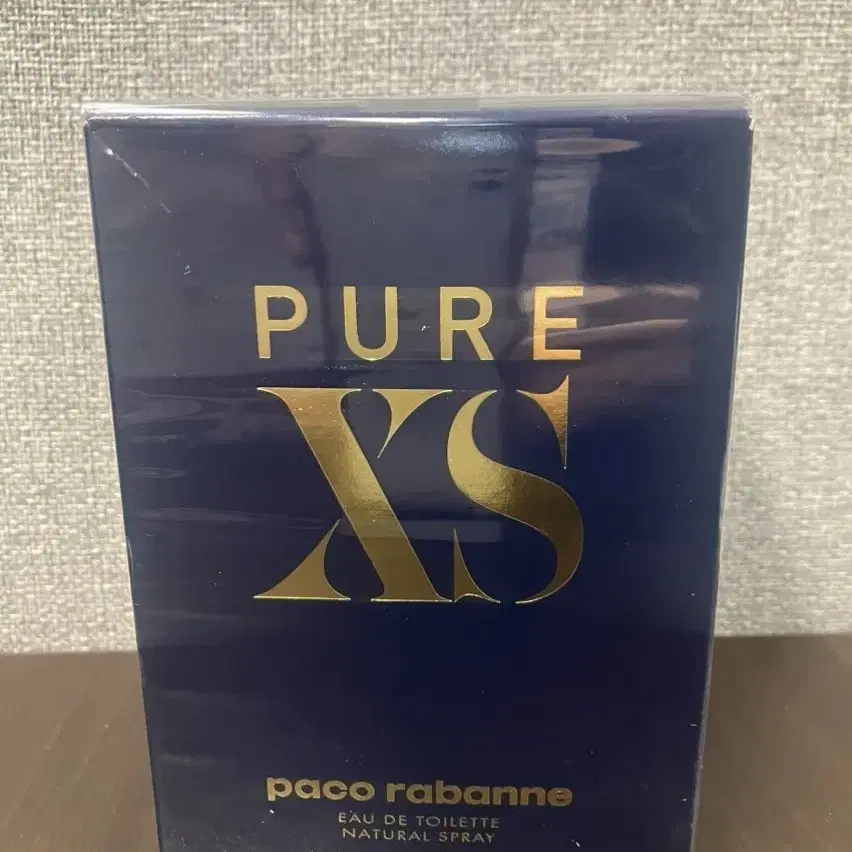 PURE
XS
paco rabanne
EAU DE TOILETTE
NATURAL SPRAY